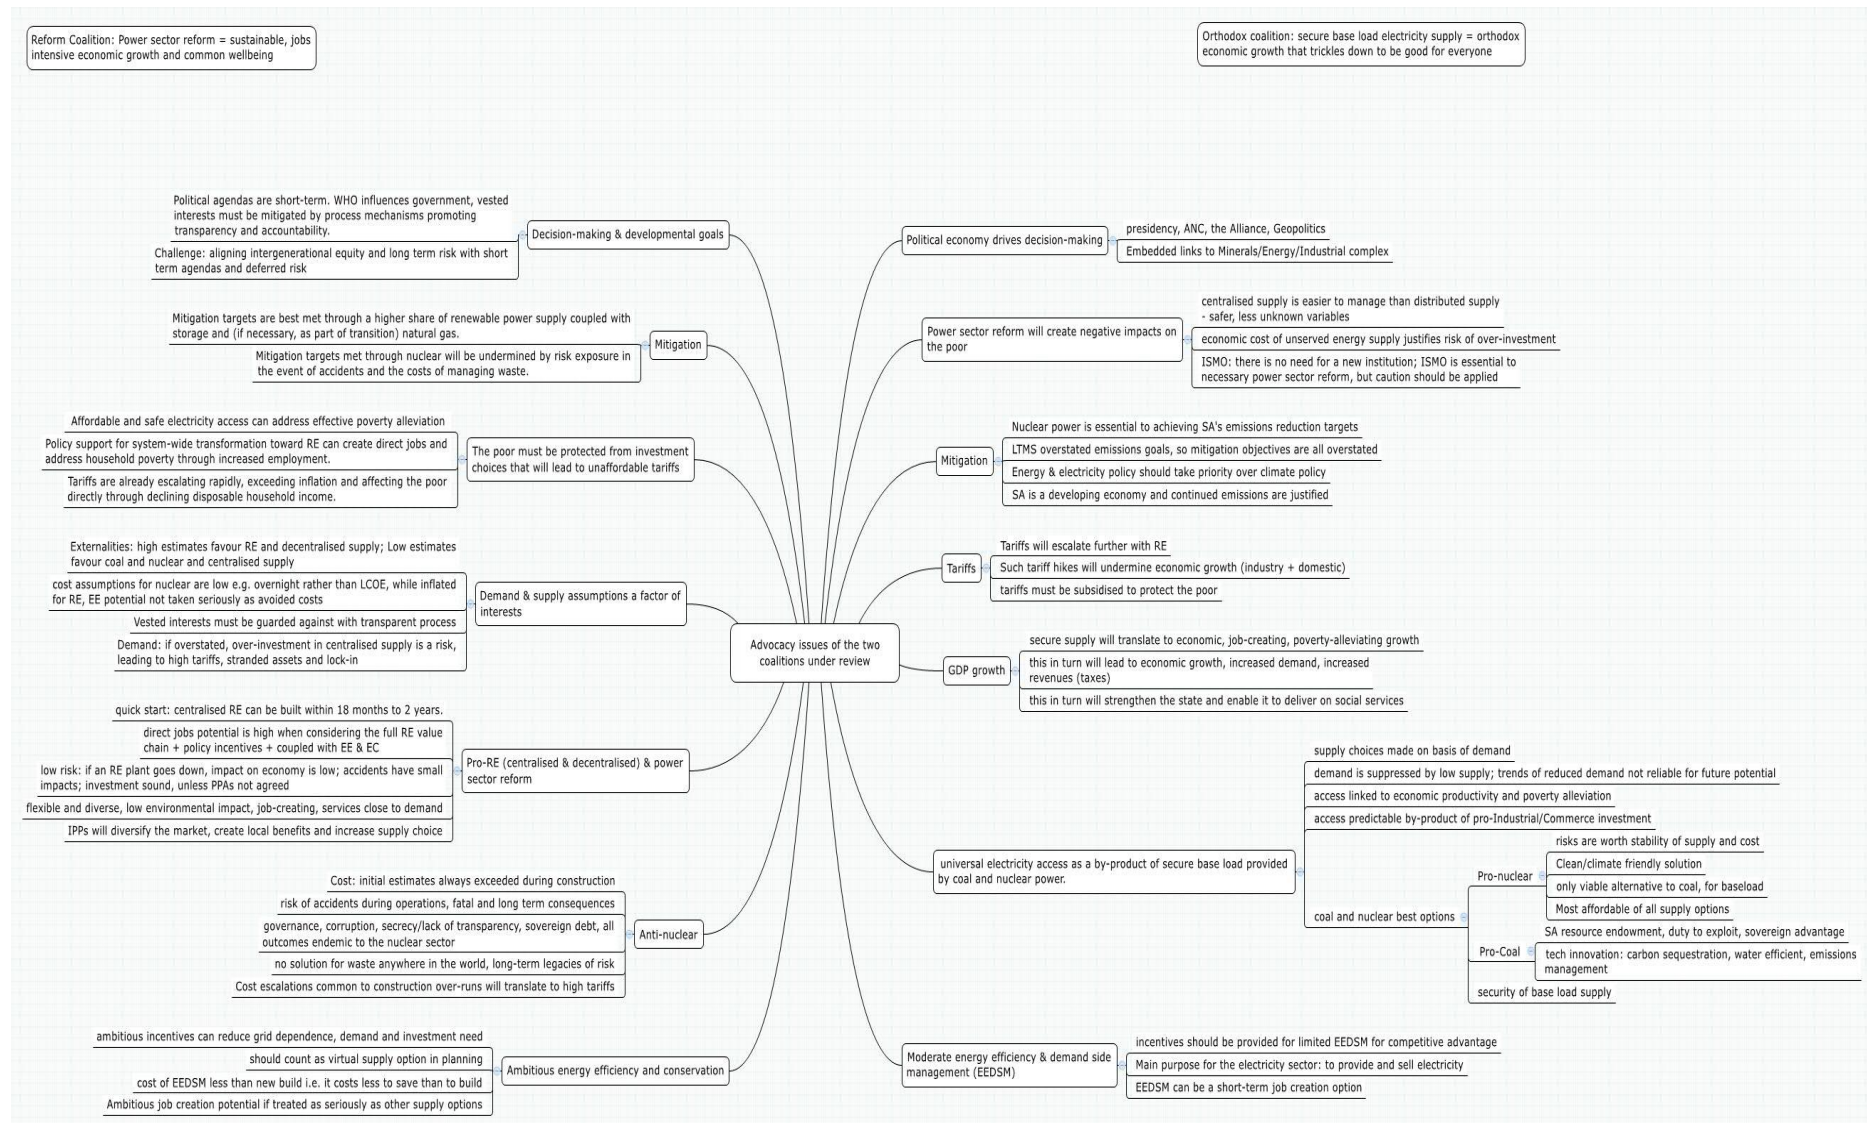 Reform Coalition: Power sector reform = sustainable, jobs
intensive economic growth and common wellbeing
Orthodox coalition: secure base load electricity supply = orthodox
economic growth that trickles down to be good for everyone
Political agendas are short-term. WHO influences government, vested
interests must be mitigated by process mechanisms promoting
transparency and accountability.
Challenge: aligning intergenerational equity and long term risk with short
term agendas and deferred risk
Decision-making & developmental goals
Mitigation targets are best met through a higher share of renewable power supply coupled with
storage and (if necessary, as part of transition) natural gas.
Mitigation targets met through nuclear will be undermined by risk exposure in
the event of accidents and the costs of managing waste.
Mitigation
Affordable and safe electricity access can address effective poverty alleviation
Policy support for system-wide transformation toward RE can create direct jobs and
address household poverty through increased employment.
Tariffs are already escalating rapidly, exceeding inflation and affecting the poor
directly through declining disposable household income.
The poor must be protected from investment
choices that will lead to unaffordable tariffs
Externalities: high estimates favour RE and decentralised supply; Low estimates
favour coal and nuclear and centralised supply
cost assumptions for nuclear are low e.g. overnight rather than LCOE, while inflated
for RE, EE potential not taken seriously as avoided costs
Vested interests must be guarded against with transparent process
Demand: if overstated, over-investment in centralised supply is a risk,
leading to high tariffs, stranded assets and lock-in
Demand & supply assumptions a factor of
interests
quick start: centralised RE can be built within 18 months to 2 years.
direct jobs potential is high when considering the full RE value
chain + policy incentives + coupled with EE & EC
low risk: if an RE plant goes down, impact on economy is low; accidents have small
impacts; investment sound, unless PPAs not agreed
flexible and diverse, low environmental impact, job-creating, services close to demand
IPPs will diversify the market, create local benefits and increase supply choice
Pro-RE (centralised & decentralised) & power
sector reform
Cost: initial estimates always exceeded during construction
risk of accidents during operations, fatal and long term consequences
governance, corruption, secrecy/lack of transparency, sovereign debt, all
outcomes endemic to the nuclear sector
no solution for waste anywhere in the world, long-term legacies of risk
Cost escalations common to construction over-runs will translate to high tariffs
Anti-nuclear
ambitious incentives can reduce grid dependence, demand and investment need
should count as virtual supply option in planning
cost of EEDSM less than new build i.e. it costs less to save than to build
Ambitious job creation potential if treated as seriously as other supply options
Ambitious energy efficiency and conservation
Advocacy issues of the two
coalitions under review
Political economy drives decision-making
presidency, ANC, the Alliance, Geopolitics
Embedded links to Minerals/Energy/Industrial complex
Power sector reform will create negative impacts on
the poor
centralised supply is easier to manage than distributed supply
- safer, less unknown variables
economic cost of unserved energy supply justifies risk of over-investment
ISMO: there is no need for a new institution; ISMO is essential to
necessary power sector reform, but caution should be applied
Mitigation
Nuclear power is essential to achieving SA's emissions reduction targets
LTMS overstated emissions goals, so mitigation objectives are all overstated
Energy & electricity policy should take priority over climate policy
SA is a developing economy and continued emissions are justified
Tariffs
Tariffs will escalate further with RE
Such tariff hikes will undermine economic growth (industry + domestic)
tariffs must be subsidised to protect the poor
GDP growth
secure supply will translate to economic, job-creating, poverty-alleviating growth
this in turn will lead to economic growth, increased demand, increased
revenues (taxes)
this in turn will strengthen the state and enable it to deliver on social services
universal electricity access as a by-product of secure base load provided
by coal and nuclear power.
supply choices made on basis of demand
demand is suppressed by low supply; trends of reduced demand not reliable for future potential
access linked to economic productivity and poverty alleviation
access predictable by-product of pro-Industrial/Commerce investment
coal and nuclear best options
Pro-nuclear
risks are worth stability of supply and cost
Clean/climate friendly solution
only viable alternative to coal, for baseload
Most affordable of all supply options
Pro-Coal
SA resource endowment, duty to exploit, sovereign advantage
tech innovation: carbon sequestration, water efficient, emissions
management
security of base load supply
Moderate energy efficiency & demand side
management (EEDSM)
incentives should be provided for limited EEDSM for competitive advantage
Main purpose for the electricity sector: to provide and sell electricity
EEDSM can be a short-term job creation option